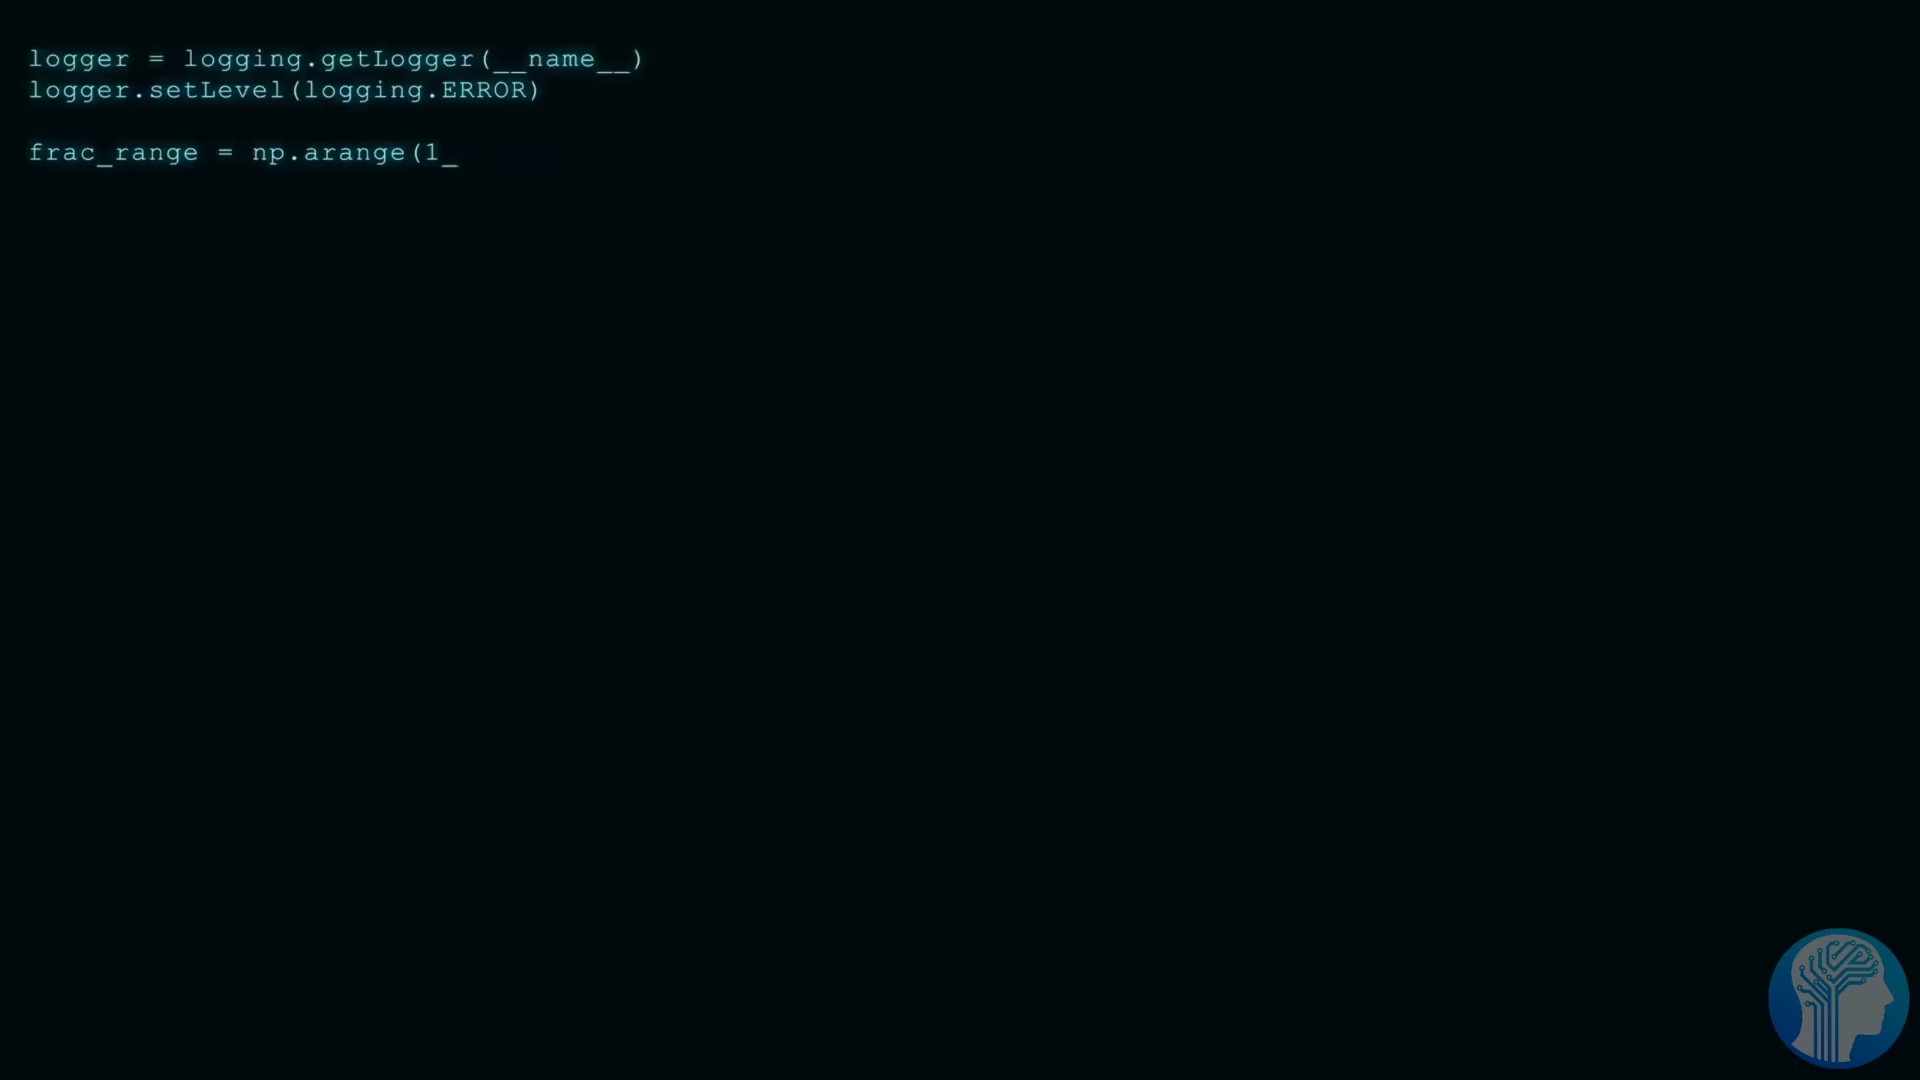 logger = logging.getLogger(__name__)
logger.setLevel(logging.ERROR)
frac_range = np.arange(1_